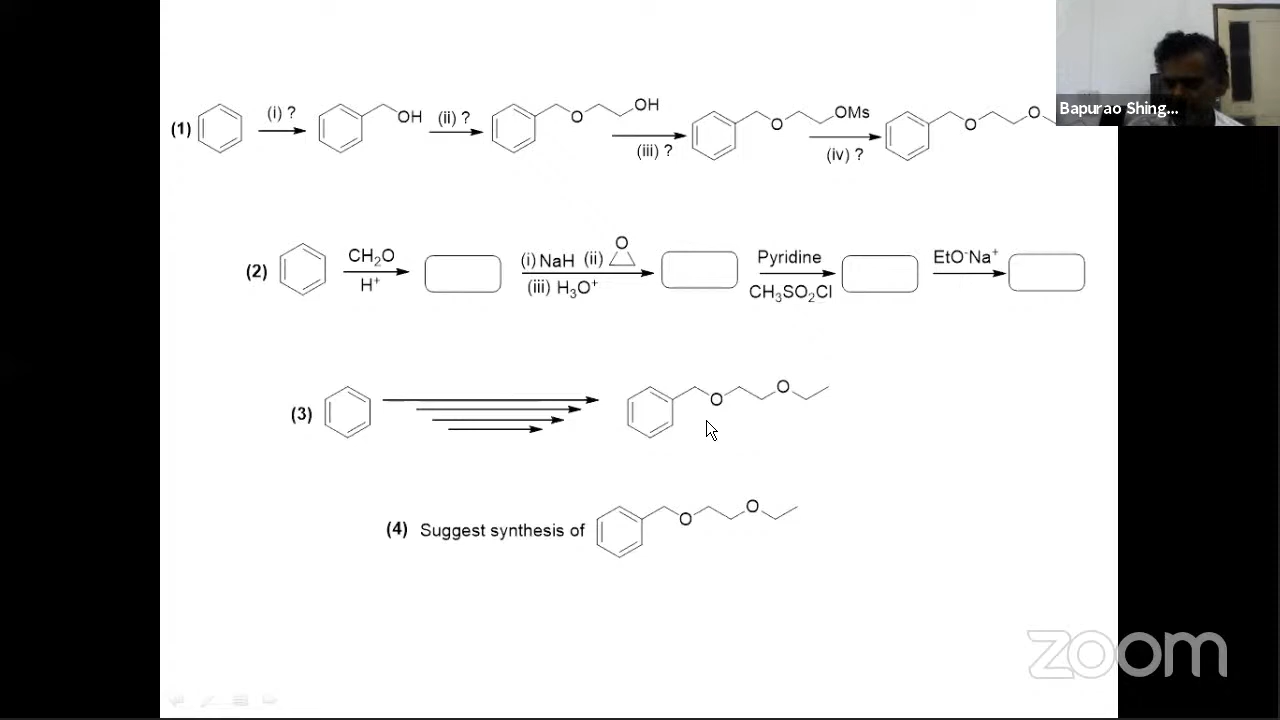 Bapurao Shing...
(1) (i) ? OH (ii) ? O OH (iii) ? O OMs (iv) ? O O
(2) CH₂O H⁺ (i) NaH (ii) O (iii) H₃O⁺ Pyridine CH₃SO₂Cl EtO⁻Na⁺
(3) O O
(4) Suggest synthesis of O O
zoom